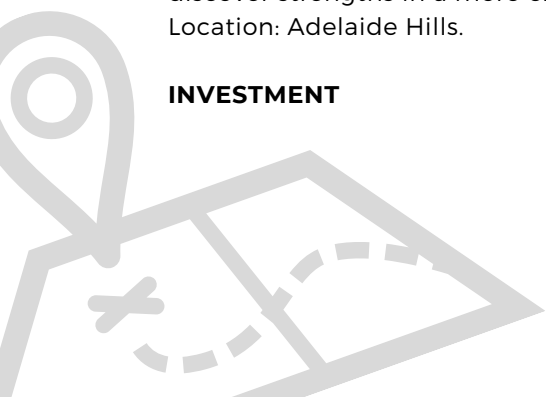 discover strengths in a more
Location: Adelaide Hills.
INVESTMENT